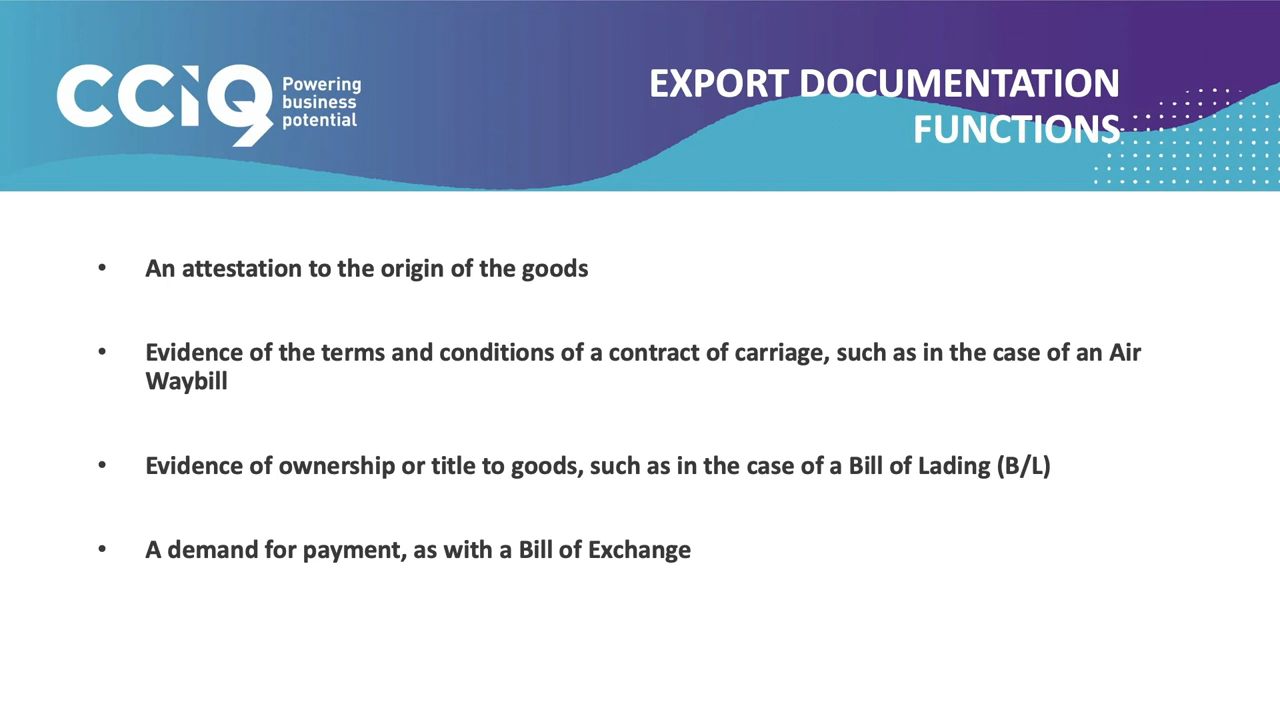 CCiQ
Powering
business
potential
EXPORT DOCUMENTATION
FUNCTIONS
• An attestation to the origin of the goods
• Evidence of the terms and conditions of a contract of carriage, such as in the case of an Air
Waybill
• Evidence of ownership or title to goods, such as in the case of a Bill of Lading (B/L)
• A demand for payment, as with a Bill of Exchange